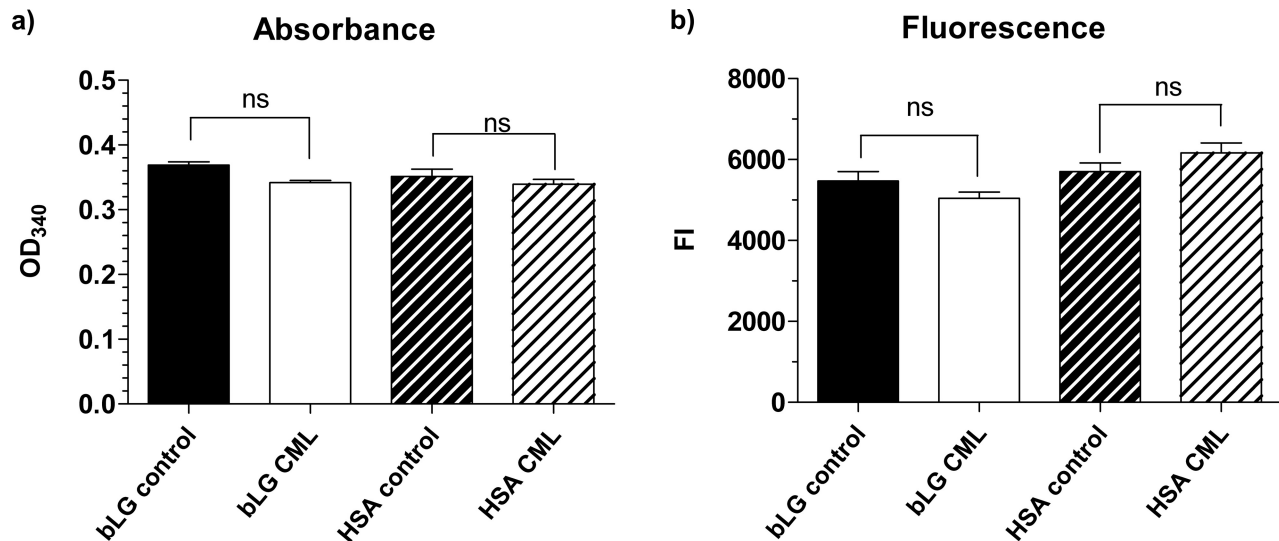 a)
Absorbance
OD340
0.5
0.4
0.3
0.2
0.1
0.0
ns
ns
bLG control
bLG CML
HSA control
HSA CML
b)
Fluorescence
FI
8000
6000
4000
2000
0
ns
ns
bLG control
bLG CML
HSA control
HSA CML